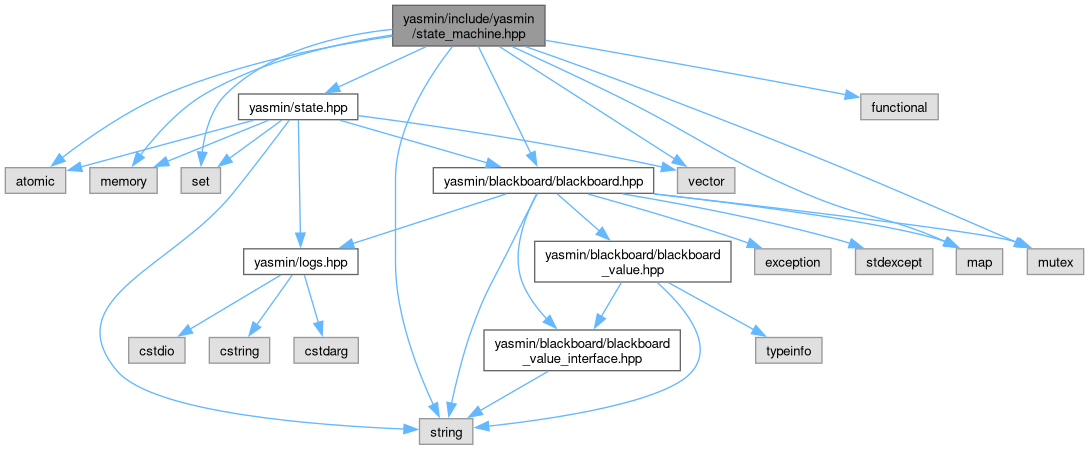 yasmin/include/yasmin
/state_machine.hpp
yasmin/state.hpp
functional
atomic
memory
set
yasmin/blackboard/blackboard.hpp
vector
yasmin/logs.hpp
yasmin/blackboard/blackboard
_value.hpp
exception
stdexcept
map
mutex
cstdio
cstring
cstdarg
yasmin/blackboard/blackboard
_value_interface.hpp
typeinfo
string